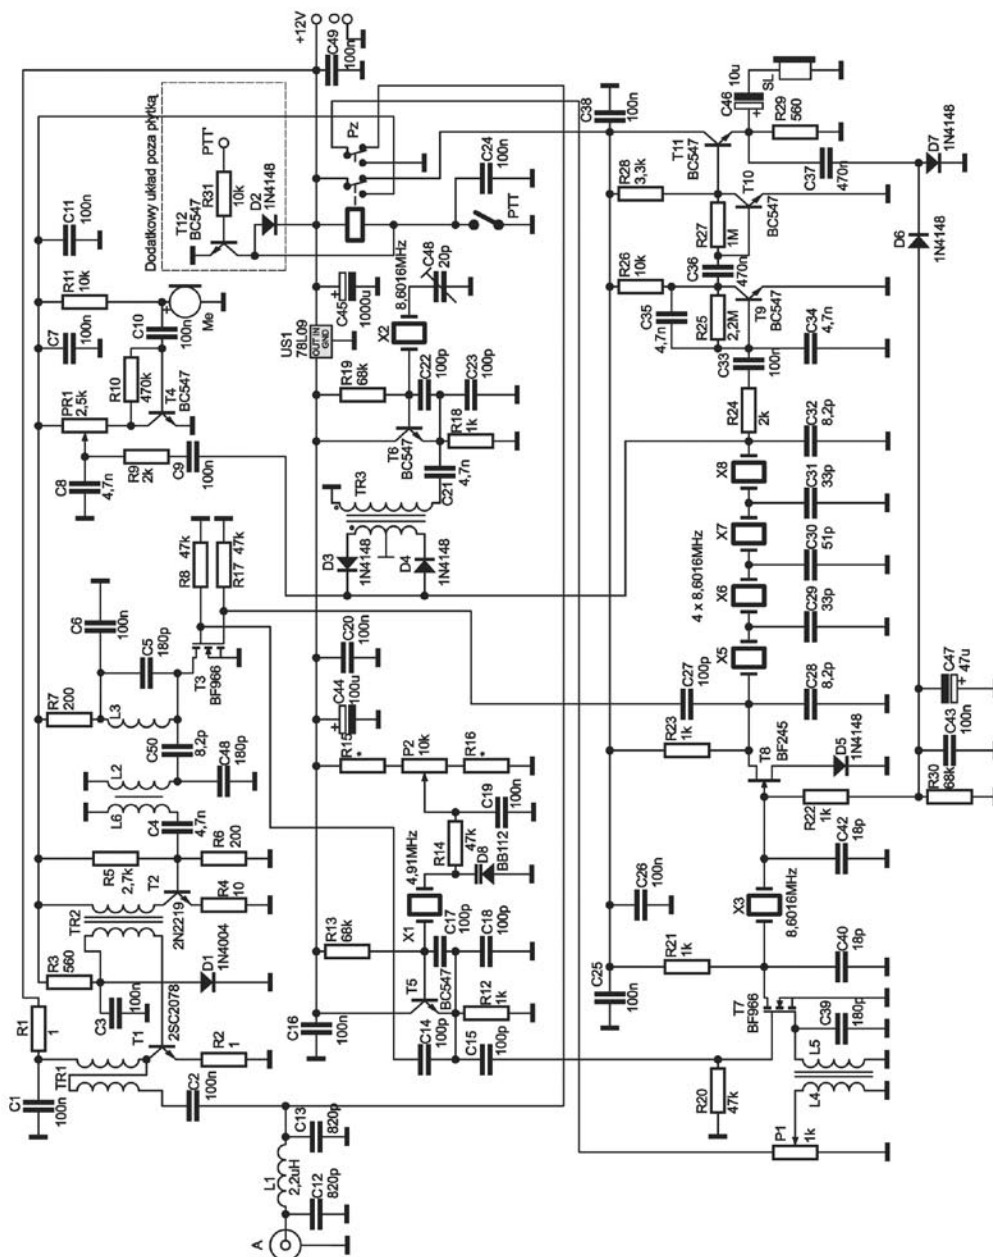 +12V
C49
100n
Dodatkowy układ poza płytką
PTT'
R31
10k
T12
BC547
D2
1N4148
Pz
C24
100n
PTT
C11
100n
R11
10k
C10
100n
Me
C7
100n
R10
470k
T4
BC547
PR1
2,5k
R9
2k
C9
100n
C8
4,7n
US1
78L09
OUT
IN
GND
C45
1000u
8,6016MHz
C48
20p
X2
R19
68k
C22
100p
C23
100p
T6
BC547
R18
1k
C21
4,7n
TR3
D3
1N4148
D4
1N4148
R8
47k
R17
47k
C6
100n
C5
180p
T3
BF966
R7
200
L3
C50
8,2p
C48
180p
L2
L6
C4
4,7n
R5
2,7k
R6
200
T2
2N2219
R4
10
TR2
R3
560
D1
1N4004
C3
100n
R1
1
T1
2SC2078
R2
1
TR1
C1
100n
C2
100n
C13
820p
L1
2,2uH
C12
820p
A
C20
100n
C44
100u
R15
*
P2
10k
R16
*
C19
100n
R14
47k
D8
BB112
4,91MHz
X1
R13
68k
C17
100p
C18
100p
T5
BC547
R12
1k
C16
100n
C14
100p
C15
100p
C38
100n
C46
10u
SL
R29
560
T11
BC547
R28
3,3k
C37
470n
D7
1N4148
T10
BC547
R27
1M
C36
470n
D6
1N4148
R26
10k
C35
4,7n
R25
2,2M
T9
BC547
C34
4,7n
C33
100n
R24
2k
C32
8,2p
X8
C31
33p
X7
C30
51p
4 x 8,6016MHz
X6
C29
33p
X5
C28
8,2p
C27
100p
R23
1k
T8
BF245
D5
1N4148
C47
47u
C43
100n
R30
68k
R22
1k
C42
18p
C26
100n
X3
8,6016MHz
R21
1k
C40
18p
C25
100n
T7
BF966
C39
180p
L5
L4
R20
47k
P1
1k